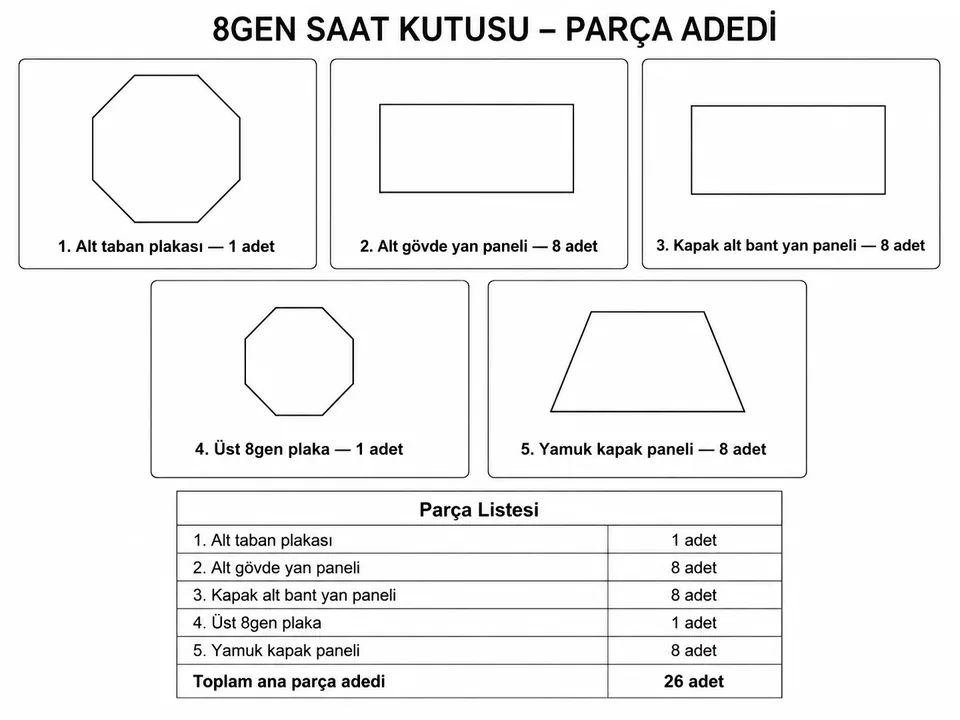 8GEN SAAT KUTUSU – PARÇA ADEDİ
1. Alt taban plakası — 1 adet
2. Alt gövde yan paneli — 8 adet
3. Kapak alt bant yan paneli — 8 adet
4. Üst 8gen plaka — 1 adet
5. Yamuk kapak paneli — 8 adet
Parça Listesi
1. Alt taban plakası 1 adet
2. Alt gövde yan paneli 8 adet
3. Kapak alt bant yan paneli 8 adet
4. Üst 8gen plaka 1 adet
5. Yamuk kapak paneli 8 adet
Toplam ana parça adedi 26 adet